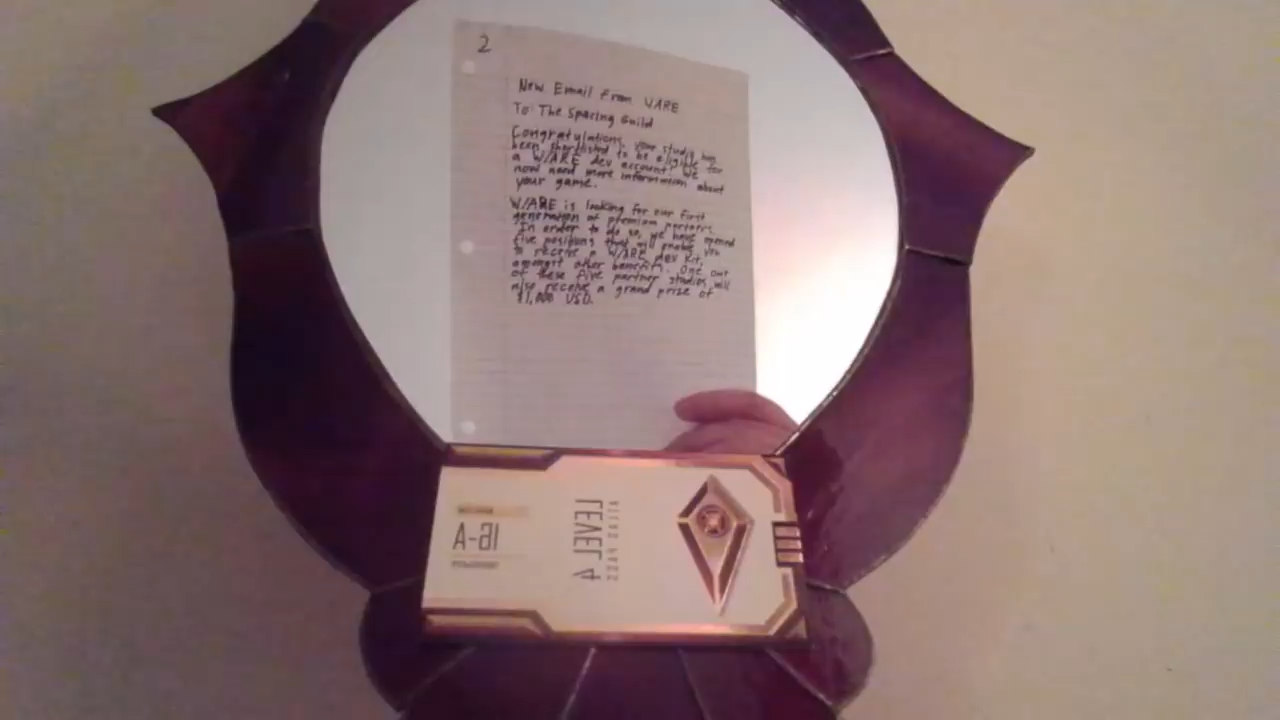 2
New Email From VARE
To: The Spacing Guild
Congratulations, your studio has
been shortlisted to be eligible for
a W/ARE dev account. We
now need more information about
your game.
W/ARE is looking for our first
generation of premium partners.
In order to do so, we have opened
five positions that will enable you
to receive a W/ARE dev kit,
amongst other benefits. One out
of these five partner studios will
also receive a grand prize of
$1,000 USD.
LEVEL 4